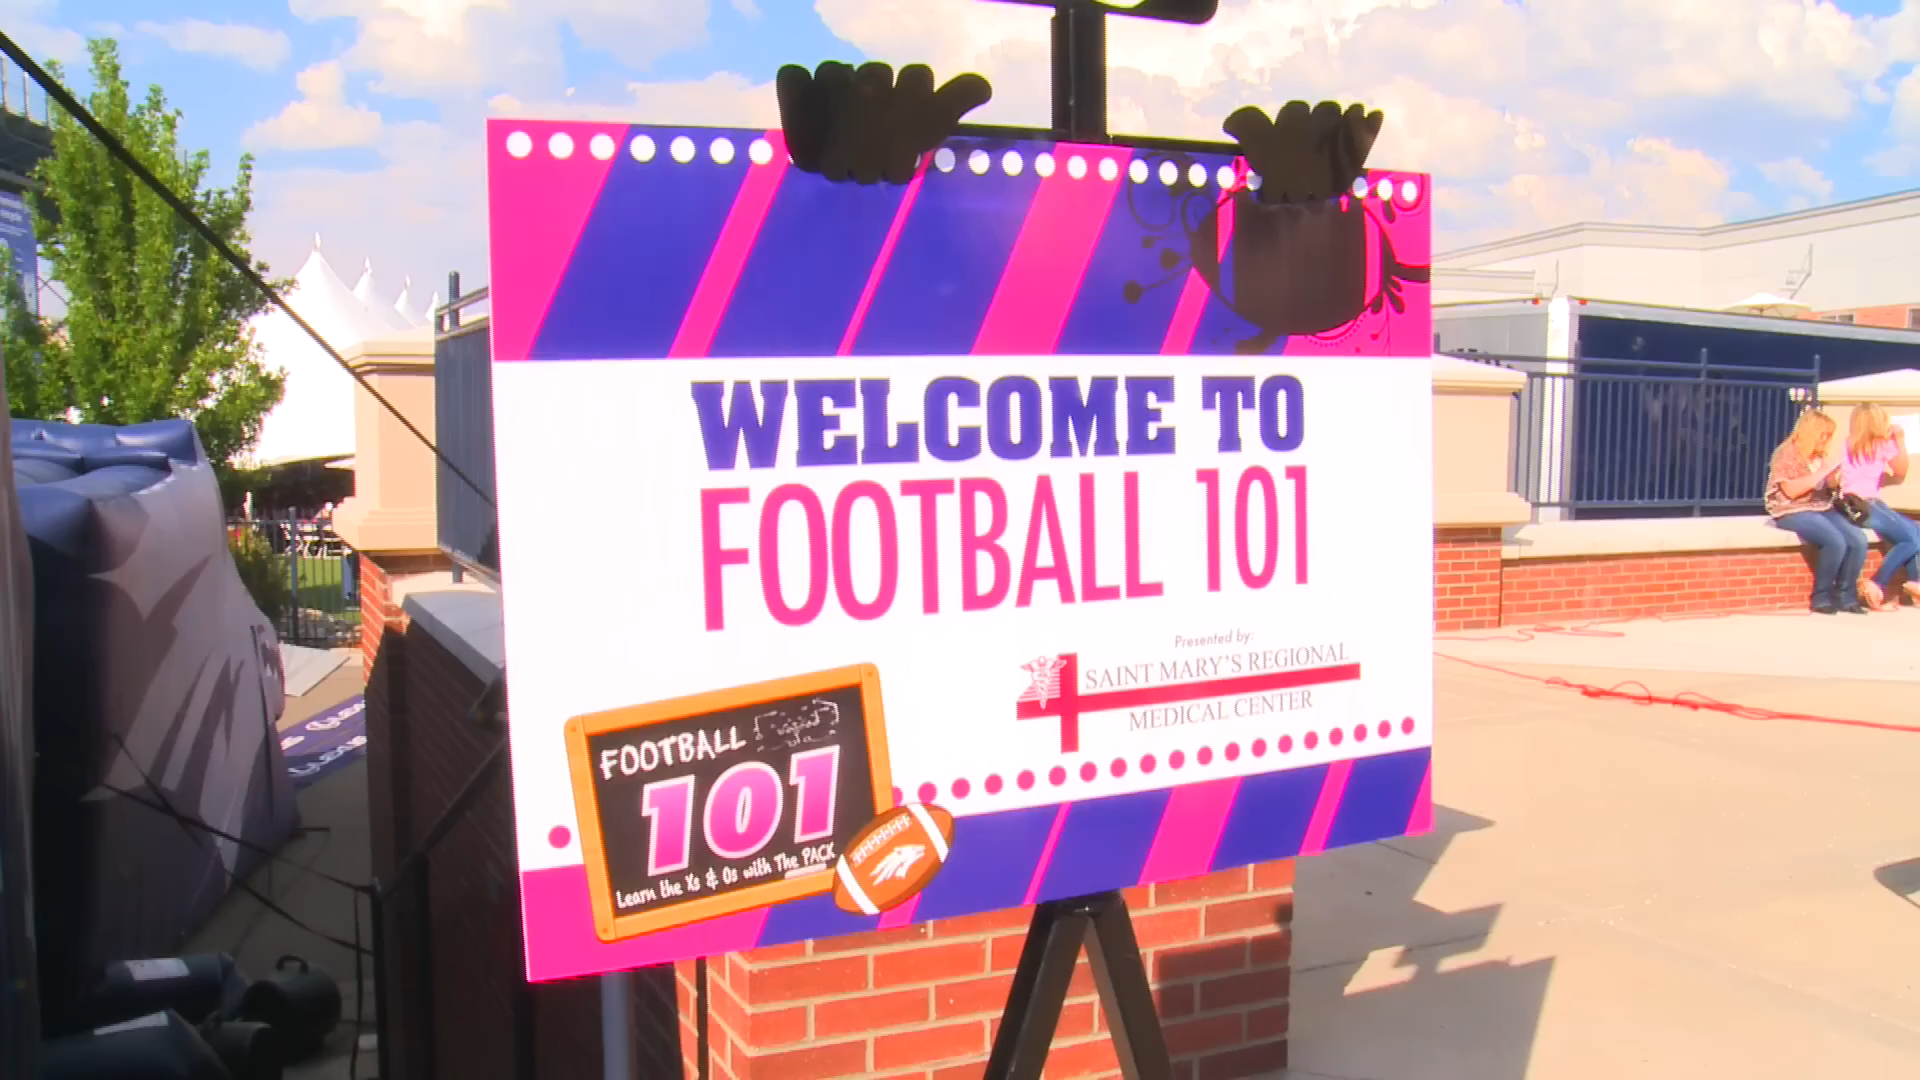 WELCOME TO
FOOTBALL 101
Presented by:
SAINT MARY'S REGIONAL
MEDICAL CENTER
FOOTBALL
101
Learn the Xs & Os with The PACK